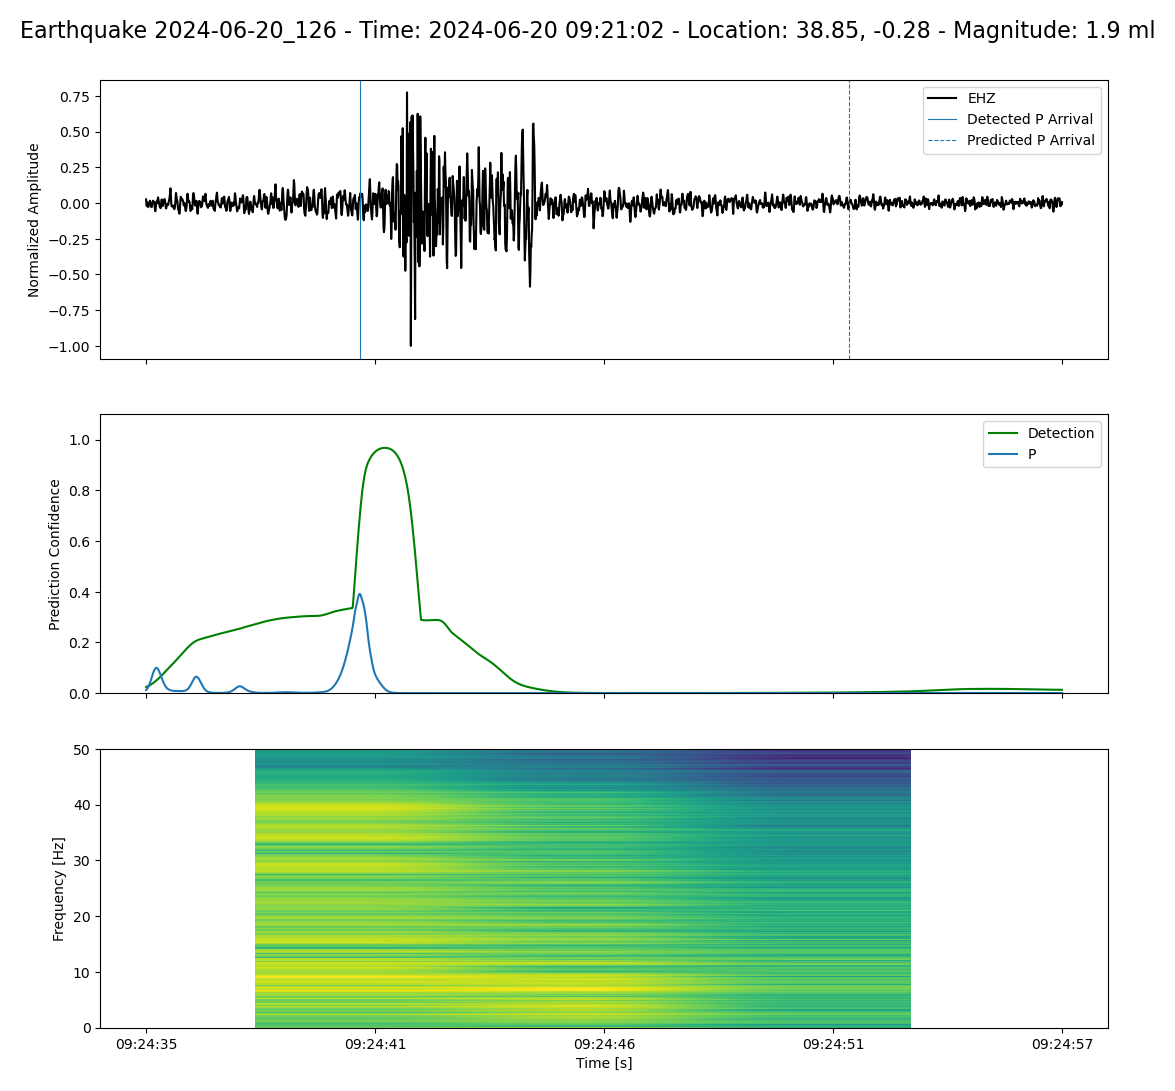 Earthquake 2024-06-20_126 - Time: 2024-06-20 09:21:02 - Location: 38.85, -0.28 - Magnitude: 1.9 ml
EHZ
Detected P Arrival
Predicted P Arrival
Normalized Amplitude
0.75
0.50
0.25
0.00
−0.25
−0.50
−0.75
−1.00
Detection
P
Prediction Confidence
1.0
0.8
0.6
0.4
0.2
0.0
Frequency [Hz]
50
40
30
20
10
0
09:24:35 09:24:41 09:24:46 09:24:51 09:24:57
Time [s]